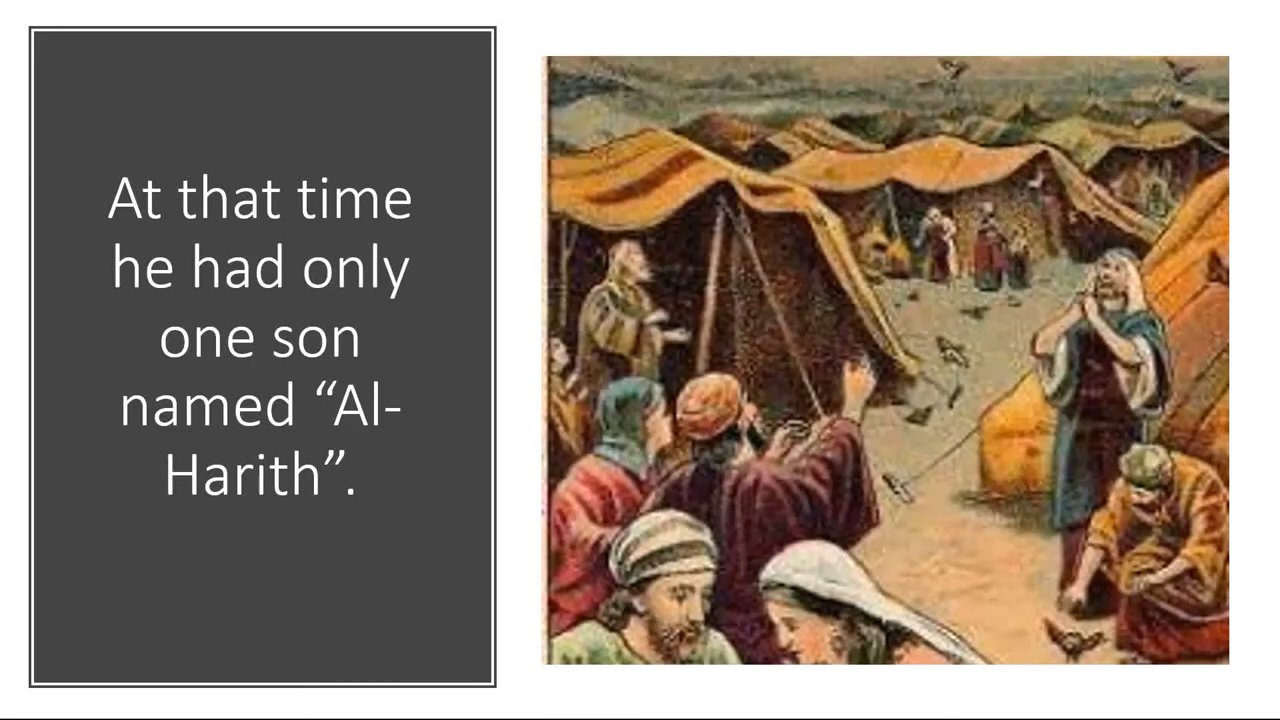 At that time
he had only
one son
named “Al-
Harith”.